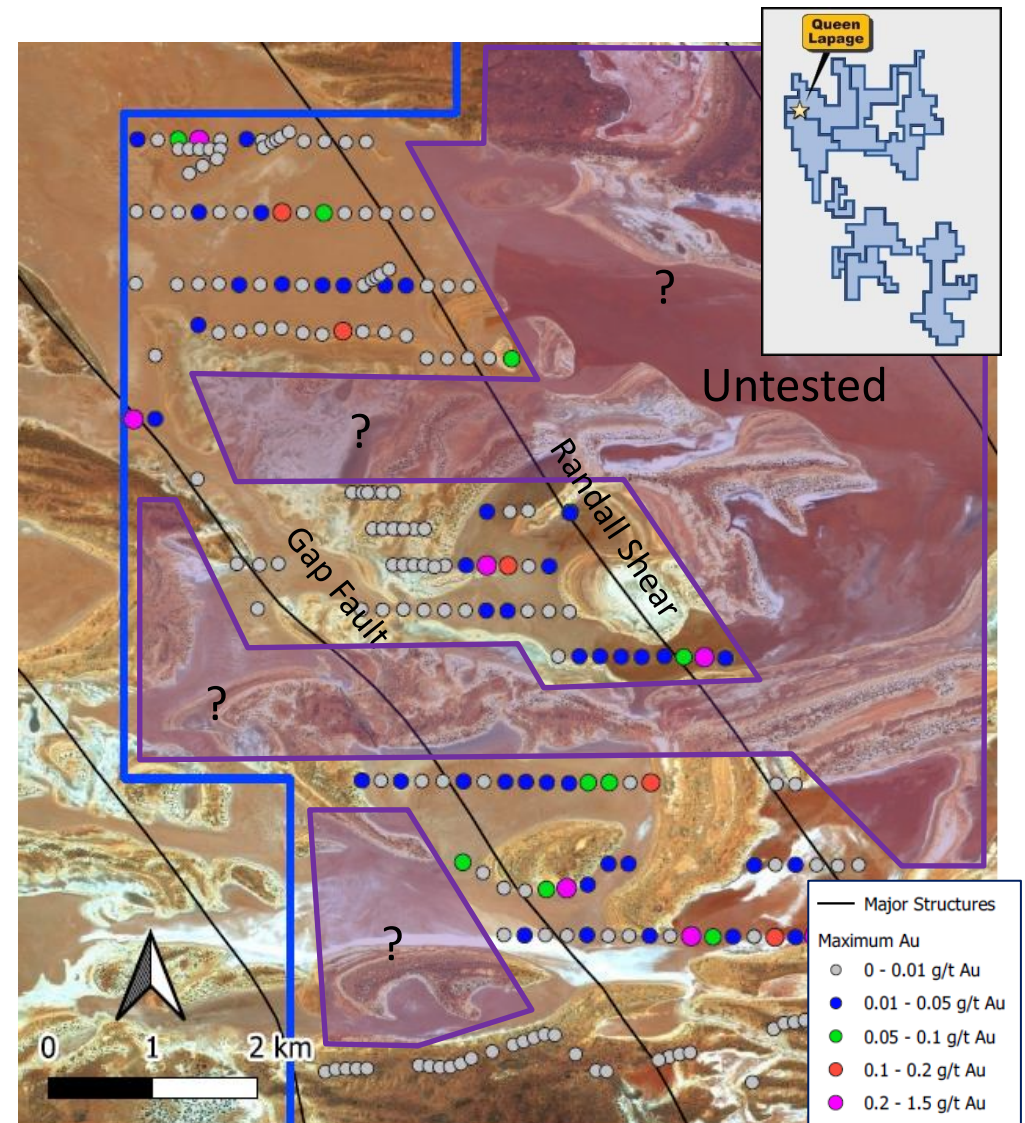 Queen
Lapage
?
Untested
?
Randall Shear
Gap Fault
?
?
0 1 2 km
Major Structures
Maximum Au
0 - 0.01 g/t Au
0.01 - 0.05 g/t Au
0.05 - 0.1 g/t Au
0.1 - 0.2 g/t Au
0.2 - 1.5 g/t Au